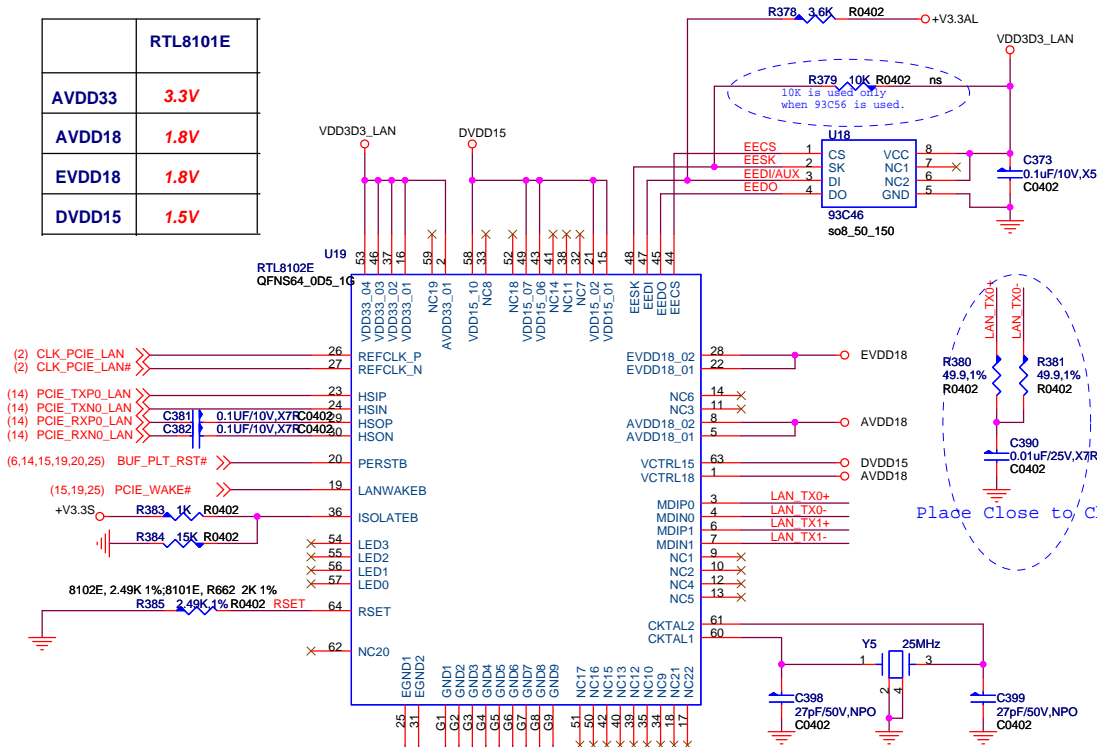 RTL8101E
AVDD33 3.3V
AVDD18 1.8V
EVDD18 1.8V
DVDD15 1.5V
R378 3.6K R0402 +V3.3AL
VDD3D3_LAN
R379 10K R0402 ns
10K is used only
when 93C56 is used.
U18
EECS 1 CS VCC 8
EESK 2 SK NC1 7
EEDI/AUX 3 DI NC2 6
EEDO 4 DO GND 5
93C46
so8_50_150
C373
0.1uF/10V,X5
C0402
VDD3D3_LAN
DVDD15
U19
RTL8102E
QFNS64_0D5_1G
53 46 37 16 59 2 58 33 52 49 43 41 38 32 21 15 48 47 45 44
VDD33_04
VDD33_03
VDD33_02
VDD33_01
NC19
AVDD33_01
VDD15_10
NC8
NC18
VDD15_07
VDD15_06
NC14
NC11
NC7
VDD15_02
VDD15_01
EESK
EEDI
EEDO
EECS
(2) CLK_PCIE_LAN 26 REFCLK_P
(2) CLK_PCIE_LAN# 27 REFCLK_N
(14) PCIE_TXP0_LAN 23 HSIP
(14) PCIE_TXN0_LAN 24 HSIN
(14) PCIE_RXP0_LAN C381 0.1UF/10V,X7R C0402 29 HSOP
(14) PCIE_RXN0_LAN C382 0.1UF/10V,X7R C0402 30 HSON
(6,14,15,19,20,25) BUF_PLT_RST# 20 PERSTB
(15,19,25) PCIE_WAKE# 19 LANWAKEB
+V3.3S R383 1K R0402 36 ISOLATEB
R384 15K R0402
54 LED3
55 LED2
56 LED1
57 LED0
8102E, 2.49K 1%;8101E, R662 2K 1%
R385 2.49K,1% R0402 RSET 64 RSET
62 NC20
EVDD18_02 28 EVDD18
EVDD18_01 22
NC6 14
NC3 11
AVDD18_02 8 AVDD18
AVDD18_01 5
VCTRL15 63 DVDD15
VCTRL18 1 AVDD18
MDIP0 3 LAN_TX0+
MDIN0 4 LAN_TX0-
MDIP1 6 LAN_TX1+
MDIN1 7 LAN_TX1-
NC1 9
NC2 10
NC4 12
NC5 13
CKTAL2 61
CKTAL1 60
LAN_TX0+
LAN_TX0-
R380
49.9,1%
R0402
R381
49.9,1%
R0402
C390
0.01uF/25V,X7R
C0402
Place Close to C
Y5 25MHz
1 3
2 4
C398
27pF/50V,NPO
C0402
C399
27pF/50V,NPO
C0402
EGND1
EGND2
GND1
GND2
GND3
GND4
GND5
GND6
GND7
GND8
GND9
NC17
NC16
NC15
NC13
NC12
NC10
NC9
NC21
NC22
25 31 G1 G2 G3 G4 G5 G6 G7 G8 G9 51 50 42 40 39 35 34 18 17